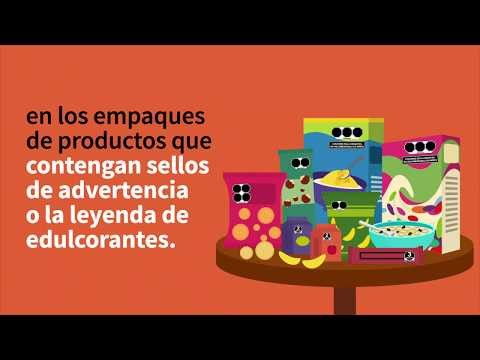 en los empaques
de productos que
contengan sellos
de advertencia
o la leyenda de
edulcorantes.